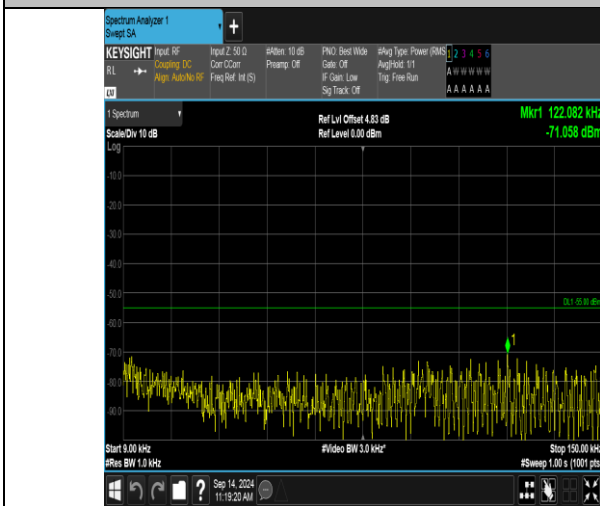 Spectrum Analyzer 1
Swept SA
+
KEYSIGHT
RL
Input: RF
Coupling: DC
Align: Auto/No RF
Input Z: 50 Ω
Corr CCorr
Freq Ref: Int (S)
#Atten: 10 dB
Preamp: Off
PNO: Best Wide
Gate: Off
IF Gain: Low
Sig Track: Off
#Avg Type: Power (RMS
Avg|Hold: 1/1
Trig: Free Run
1 2 3 4 5 6
A W W W W W
A A A A A A
1 Spectrum
Scale/Div 10 dB
Ref Lvl Offset 4.83 dB
Ref Level 0.00 dBm
Mkr1 122.082 kHz
-71.058 dBm
Log
-10.0
-20.0
-30.0
-40.0
-50.0
DL1 -55.00 dBm
-60.0
1
-70.0
-80.0
-90.0
Start 9.00 kHz
#Res BW 1.0 kHz
#Video BW 3.0 kHz*
Stop 150.00 kHz
#Sweep 1.00 s (1001 pts)
?
Sep 14, 2024
11:19:20 AM